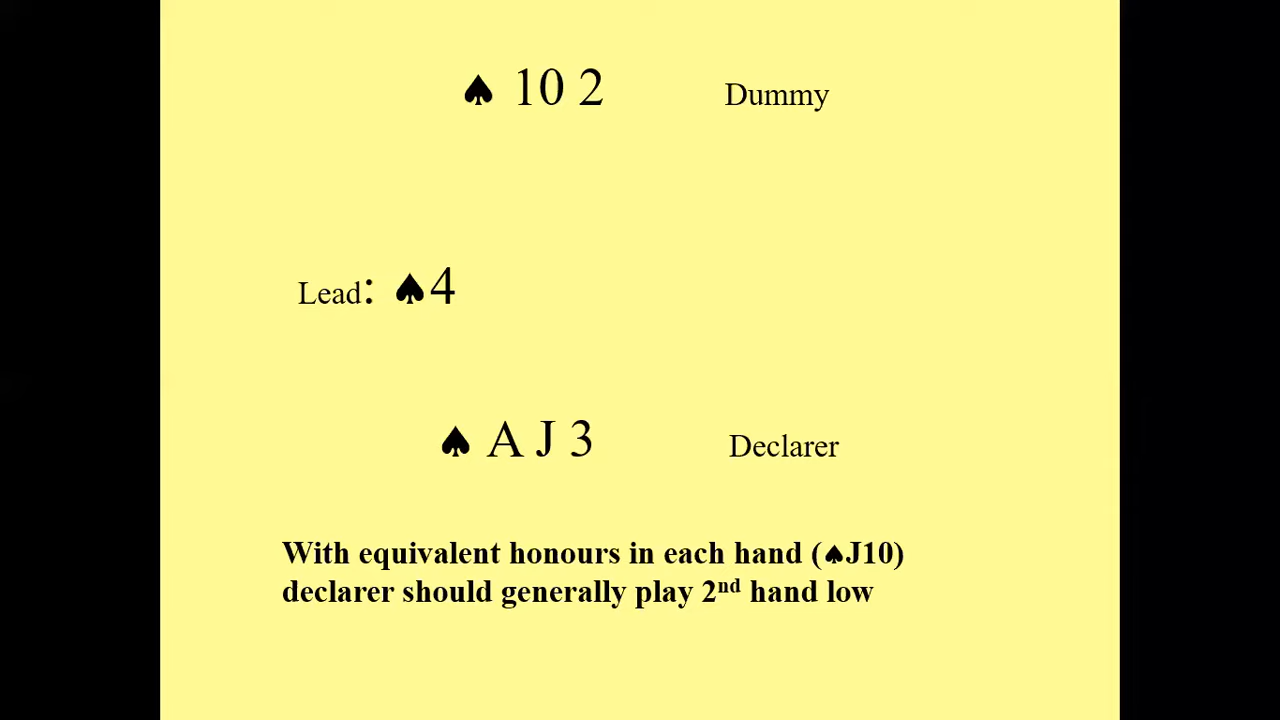 ♠ 10 2 Dummy
Lead: ♠4
♠ A J 3 Declarer
With equivalent honours in each hand (♠J10)
declarer should generally play 2nd hand low